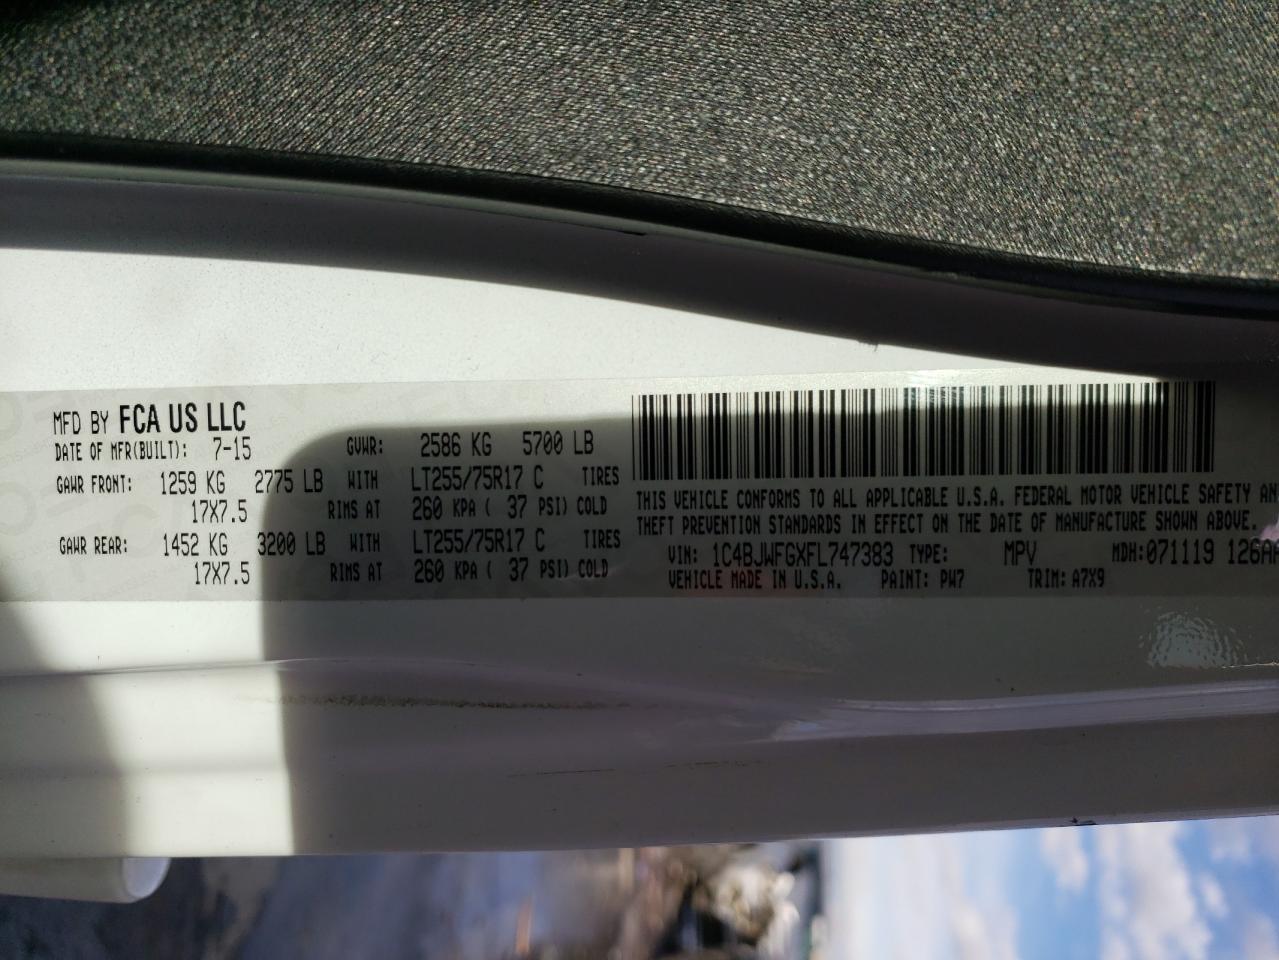 MFD BY FCA US LLC
DATE OF MFR(BUILT): 7-15 GVWR: 2586 KG 5700 LB
GAWR FRONT: 1259 KG 2775 LB WITH LT255/75R17 C TIRES
17X7.5 RIMS AT 260 KPA ( 37 PSI) COLD
GAWR REAR: 1452 KG 3200 LB WITH LT255/75R17 C TIRES
17X7.5 RIMS AT 260 KPA ( 37 PSI) COLD
THIS VEHICLE CONFORMS TO ALL APPLICABLE U.S.A. FEDERAL MOTOR VEHICLE SAFETY
THEFT PREVENTION STANDARDS IN EFFECT ON THE DATE OF MANUFACTURE SHOWN ABOVE.
VIN: 1C4BJWFGXFL747383 TYPE: MPV MDH: 071119
VEHICLE MADE IN U.S.A. PAINT: PW7 TRIM: A7X9